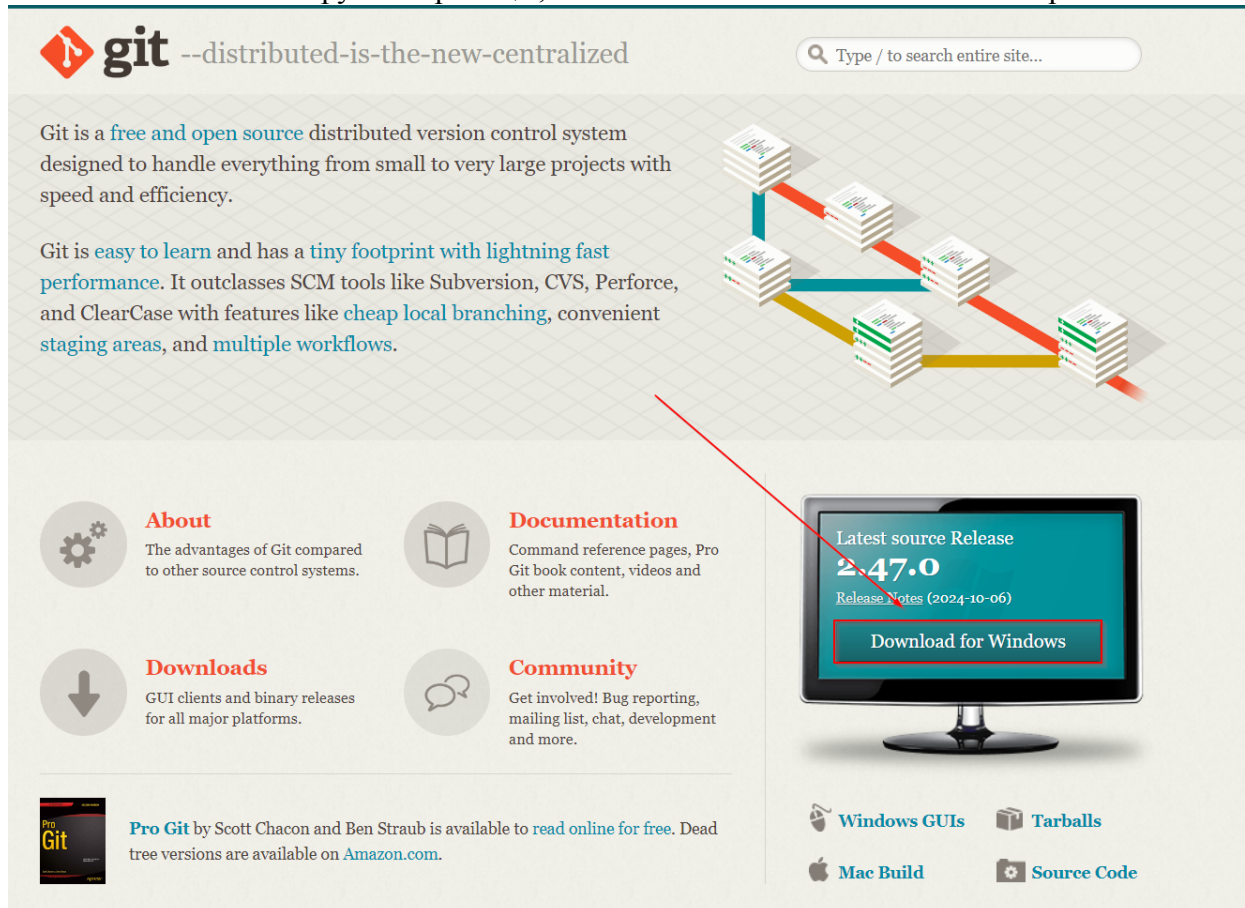 git --distributed-is-the-new-centralized
Type / to search entire site...
Git is a free and open source distributed version control system
designed to handle everything from small to very large projects with
speed and efficiency.
Git is easy to learn and has a tiny footprint with lightning fast
performance. It outclasses SCM tools like Subversion, CVS, Perforce,
and ClearCase with features like cheap local branching, convenient
staging areas, and multiple workflows.
About
The advantages of Git compared
to other source control systems.
Documentation
Command reference pages, Pro
Git book content, videos and
other material.
Downloads
GUI clients and binary releases
for all major platforms.
Community
Get involved! Bug reporting,
mailing list, chat, development
and more.
Latest source Release
2.47.0
Release Notes (2024-10-06)
Download for Windows
Pro
Git
Pro Git by Scott Chacon and Ben Straub is available to read online for free. Dead
tree versions are available on Amazon.com.
Windows GUIs
Tarballs
Mac Build
Source Code